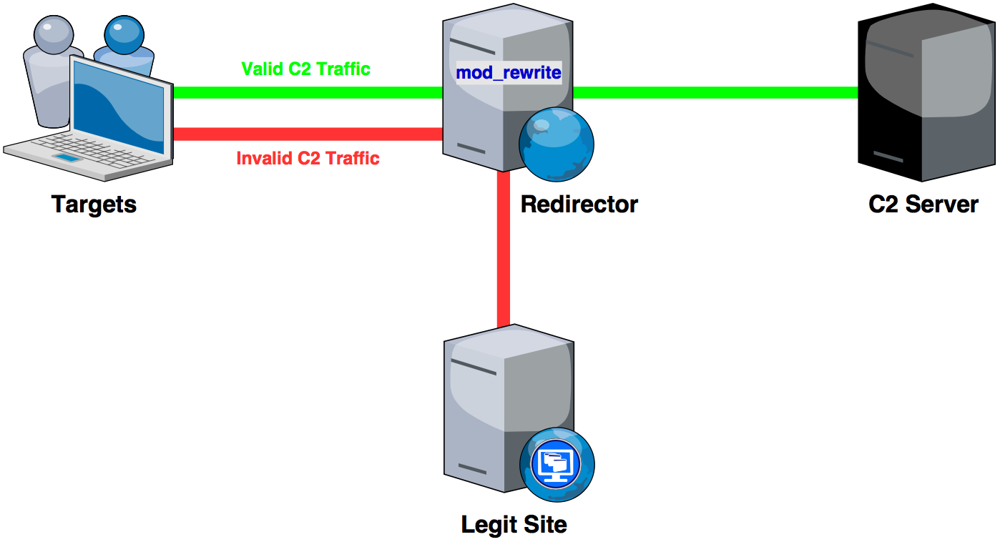 Valid C2 Traffic
mod_rewrite
Invalid C2 Traffic
Targets
Redirector
C2 Server
Legit Site